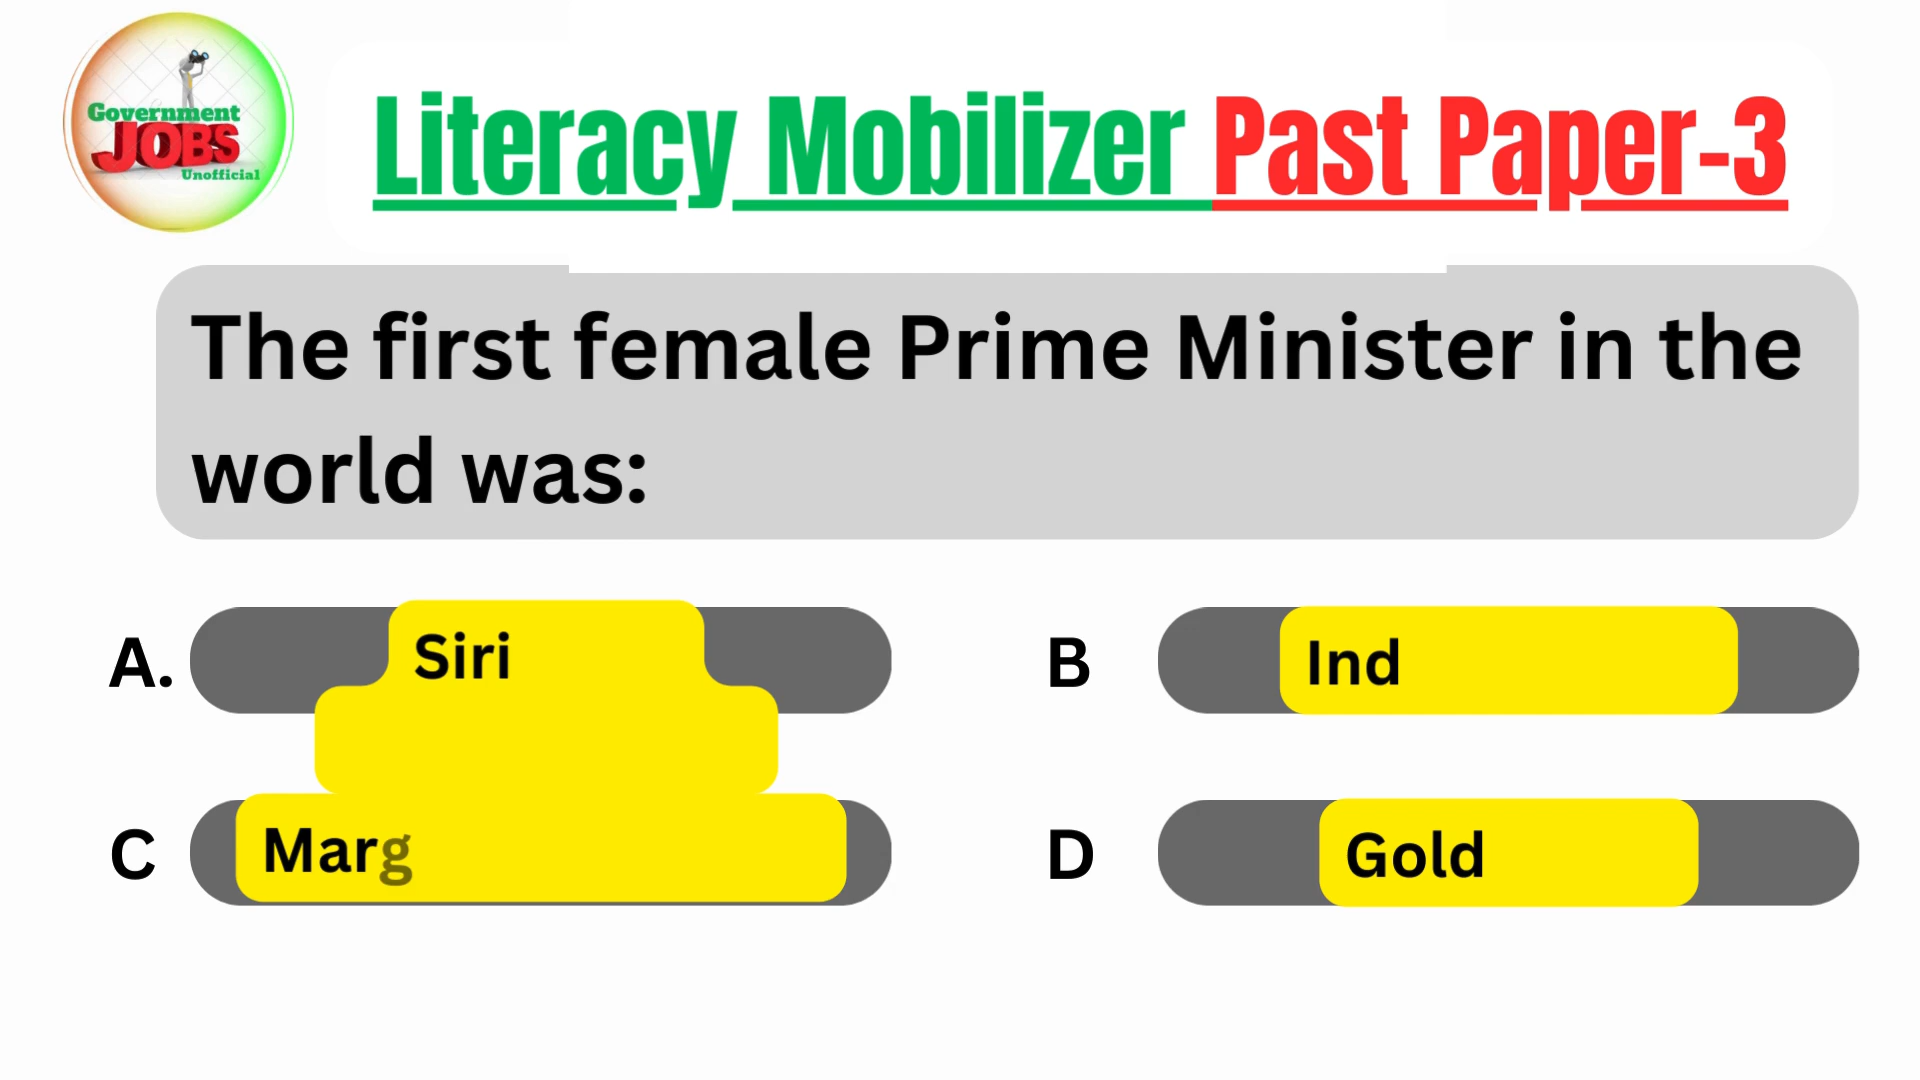 Government
JOBS
Unofficial
Literacy Mobilizer Past Paper-3
The first female Prime Minister in the
world was:
A. Siri
B Ind
C Marg
D Gold